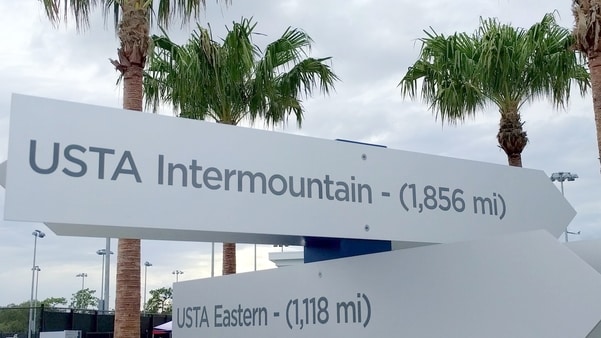 USTA Intermountain - (1,856 mi)
USTA Eastern - (1,118 mi)